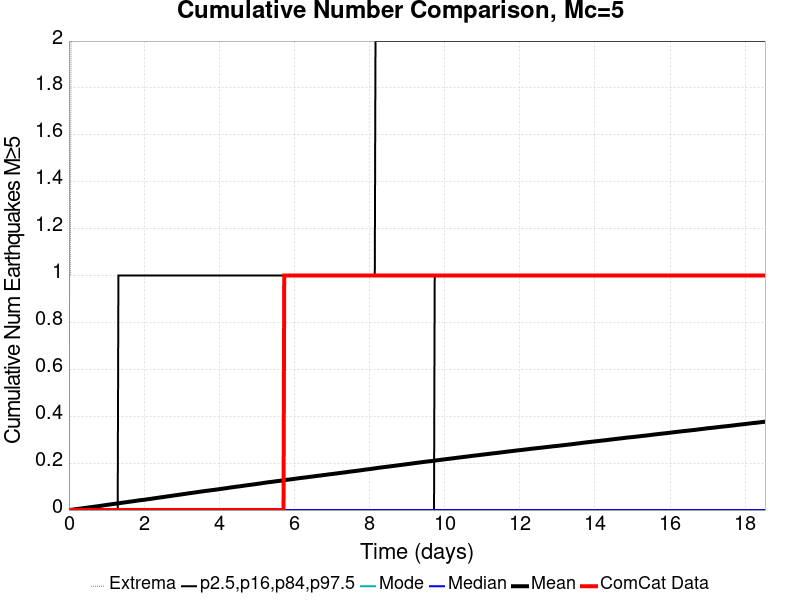 Cumulative Number Comparison, Mc=5
Cumulative Num Earthquakes M≥5
2
1.8
1.6
1.4
1.2
1
0.8
0.6
0.4
0.2
0
0 2 4 6 8 10 12 14 16 18
Time (days)
Extrema p2.5,p16,p84,p97.5 Mode Median Mean ComCat Data